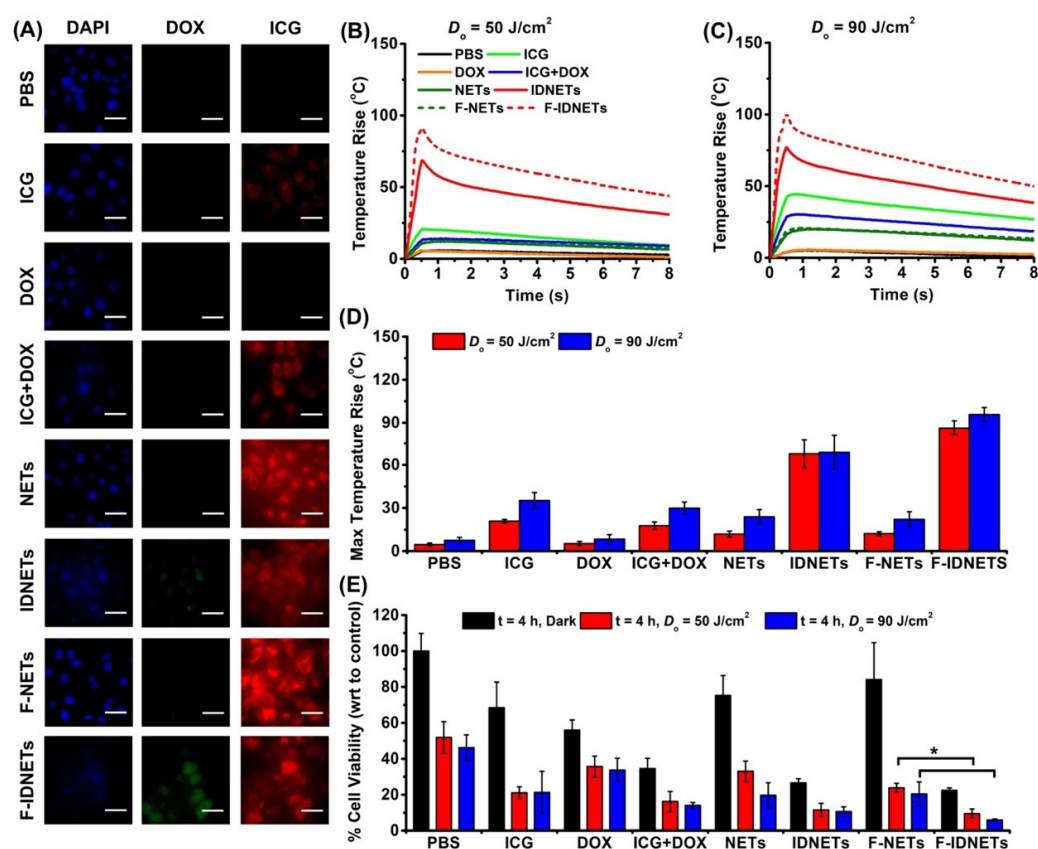 (A)
DAPI DOX ICG
PBS
ICG
DOX
ICG+DOX
NETs
IDNETs
F-NETs
F-IDNETs
(B) Do = 50 J/cm²
Temperature Rise (°C)
150
100
50
0
PBS ICG
DOX ICG+DOX
NETs IDNETs
F-NETs F-IDNETs
0 1 2 3 4 5 6 7 8
Time (s)
(C) Do = 90 J/cm²
Temperature Rise (°C)
150
100
50
0
0 1 2 3 4 5 6 7 8
Time (s)
(D)
Max Temperature Rise (°C)
150
120
90
60
30
0
Do = 50 J/cm² Do = 90 J/cm²
PBS ICG DOX ICG+DOX NETs IDNETs F-NETs F-IDNETS
(E)
% Cell Viability (wrt to control)
120
100
80
60
40
20
0
t = 4 h, Dark t = 4 h, Do = 50 J/cm² t = 4 h, Do = 90 J/cm²
*
PBS ICG DOX ICG+DOX NETs IDNETs F-NETs F-IDNETs